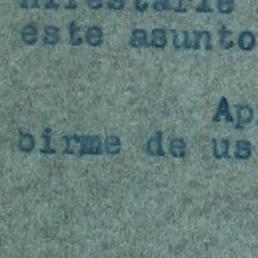 este asunto
Ap
birme de us